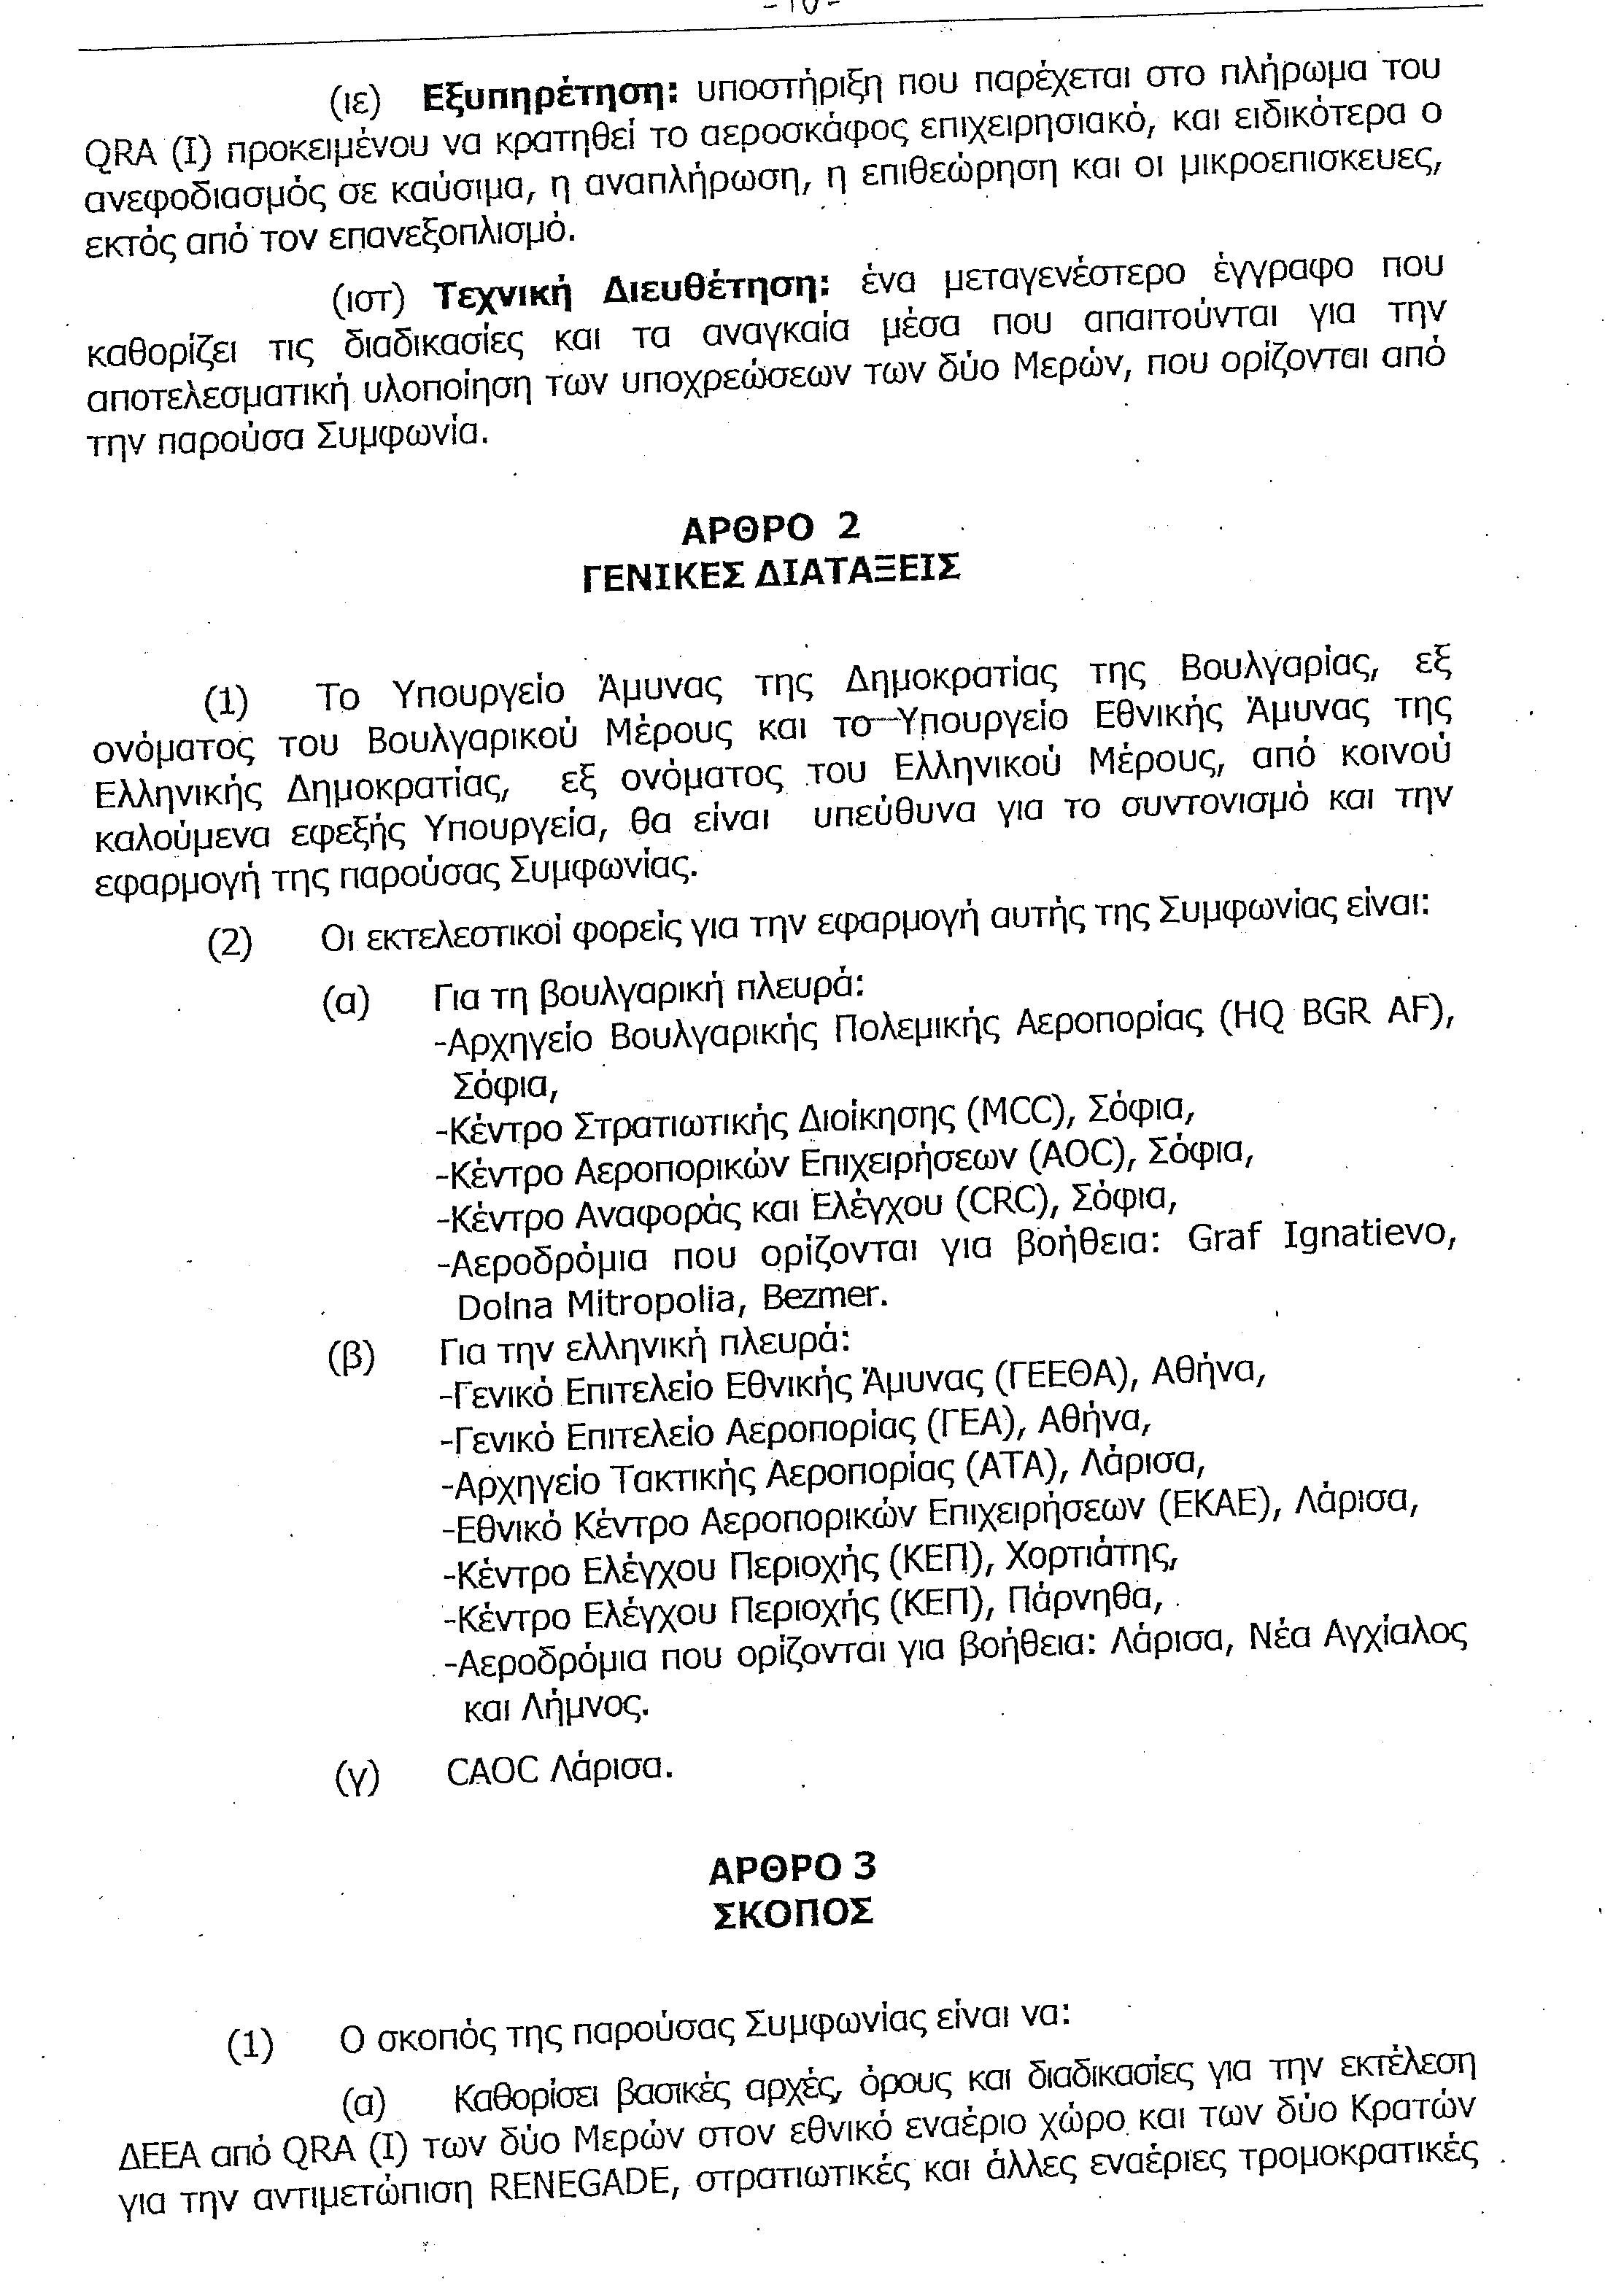 - 10 -
(ιε) Εξυπηρέτηση: υποστήριξη που παρέχεται στο πλήρωμα του
QRA (I) προκειμένου να κρατηθεί το αεροσκάφος επιχειρησιακό, και ειδικότερα ο
ανεφοδιασμός σε καύσιμα, η αναπλήρωση, η επιθεώρηση και οι μικροεπισκευες,
εκτός από τον επανεξοπλισμό.
(ιστ) Τεχνική Διευθέτηση: ένα μεταγενέστερο έγγραφο που
καθορίζει τις διαδικασίες και τα αναγκαία μέσα που απαιτούνται για την
αποτελεσματική υλοποίηση των υποχρεώσεων των δύο Μερών, που ορίζονται από
την παρούσα Συμφωνία.
ΑΡΘΡΟ 2
ΓΕΝΙΚΕΣ ΔΙΑΤΑΞΕΙΣ
(1) Το Υπουργείο Άμυνας της Δημοκρατίας της Βουλγαρίας, εξ
ονόματος του Βουλγαρικού Μέρους και το Υπουργείο Εθνικής Άμυνας της
Ελληνικής Δημοκρατίας, εξ ονόματος του Ελληνικού Μέρους, από κοινού
καλούμενα εφεξής Υπουργεία, θα είναι υπεύθυνα για το συντονισμό και την
εφαρμογή της παρούσας Συμφωνίας.
(2) Οι εκτελεστικοί φορείς για την εφαρμογή αυτής της Συμφωνίας είναι:
(α) Για τη βουλγαρική πλευρά:
-Αρχηγείο Βουλγαρικής Πολεμικής Αεροπορίας (HQ BGR AF),
Σόφια,
-Κέντρο Στρατιωτικής Διοίκησης (MCC), Σόφια,
-Κέντρο Αεροπορικών Επιχειρήσεων (AOC), Σόφια,
-Κέντρο Αναφοράς και Ελέγχου (CRC), Σόφια,
-Αεροδρόμια που ορίζονται για βοήθεια: Graf Ignatievo,
Dolna Mitropolia, Bezmer.
(β) Για την ελληνική πλευρά:
-Γενικό Επιτελείο Εθνικής Άμυνας (ΓΕΕΘΑ), Αθήνα,
-Γενικό Επιτελείο Αεροπορίας (ΓΕΑ), Αθήνα,
-Αρχηγείο Τακτικής Αεροπορίας (ΑΤΑ), Λάρισα,
-Εθνικό Κέντρο Αεροπορικών Επιχειρήσεων (ΕΚΑΕ), Λάρισα,
-Κέντρο Ελέγχου Περιοχής (ΚΕΠ), Χορτιάτης,
-Κέντρο Ελέγχου Περιοχής (ΚΕΠ), Πάρνηθα,
-Αεροδρόμια που ορίζονται για βοήθεια: Λάρισα, Νέα Αγχίαλος
και Λήμνος.
(γ) CAOC Λάρισα.
ΑΡΘΡΟ 3
ΣΚΟΠΟΣ
(1) Ο σκοπός της παρούσας Συμφωνίας είναι να:
(α) Καθορίσει βασικές αρχές, όρους και διαδικασίες για την εκτέλεση
ΔΕΕΑ από QRA (I) των δύο Μερών στον εθνικό εναέριο χώρο και των δύο Κρατών
για την αντιμετώπιση RENEGADE, στρατιωτικές και άλλες εναέριες τρομοκρατικές